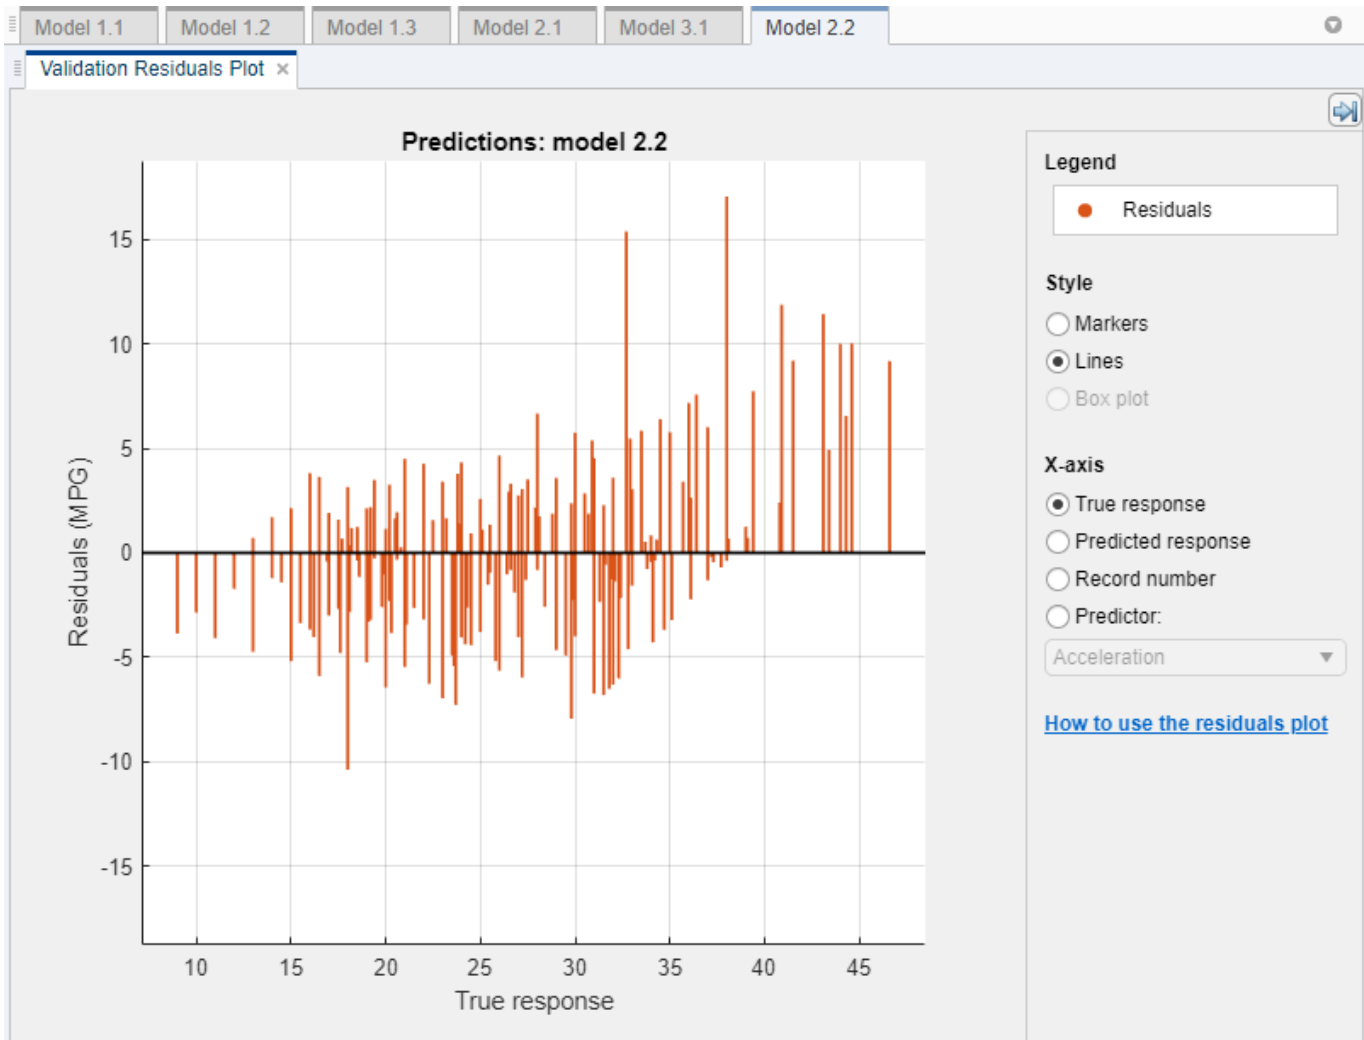 Model 1.1 Model 1.2 Model 1.3 Model 2.1 Model 3.1 Model 2.2
Validation Residuals Plot ×
Predictions: model 2.2
15
10
5
0
-5
-10
-15
Residuals (MPG)
10 15 20 25 30 35 40 45
True response
Legend
Residuals
Style
Markers
Lines
Box plot
X-axis
True response
Predicted response
Record number
Predictor:
Acceleration
How to use the residuals plot